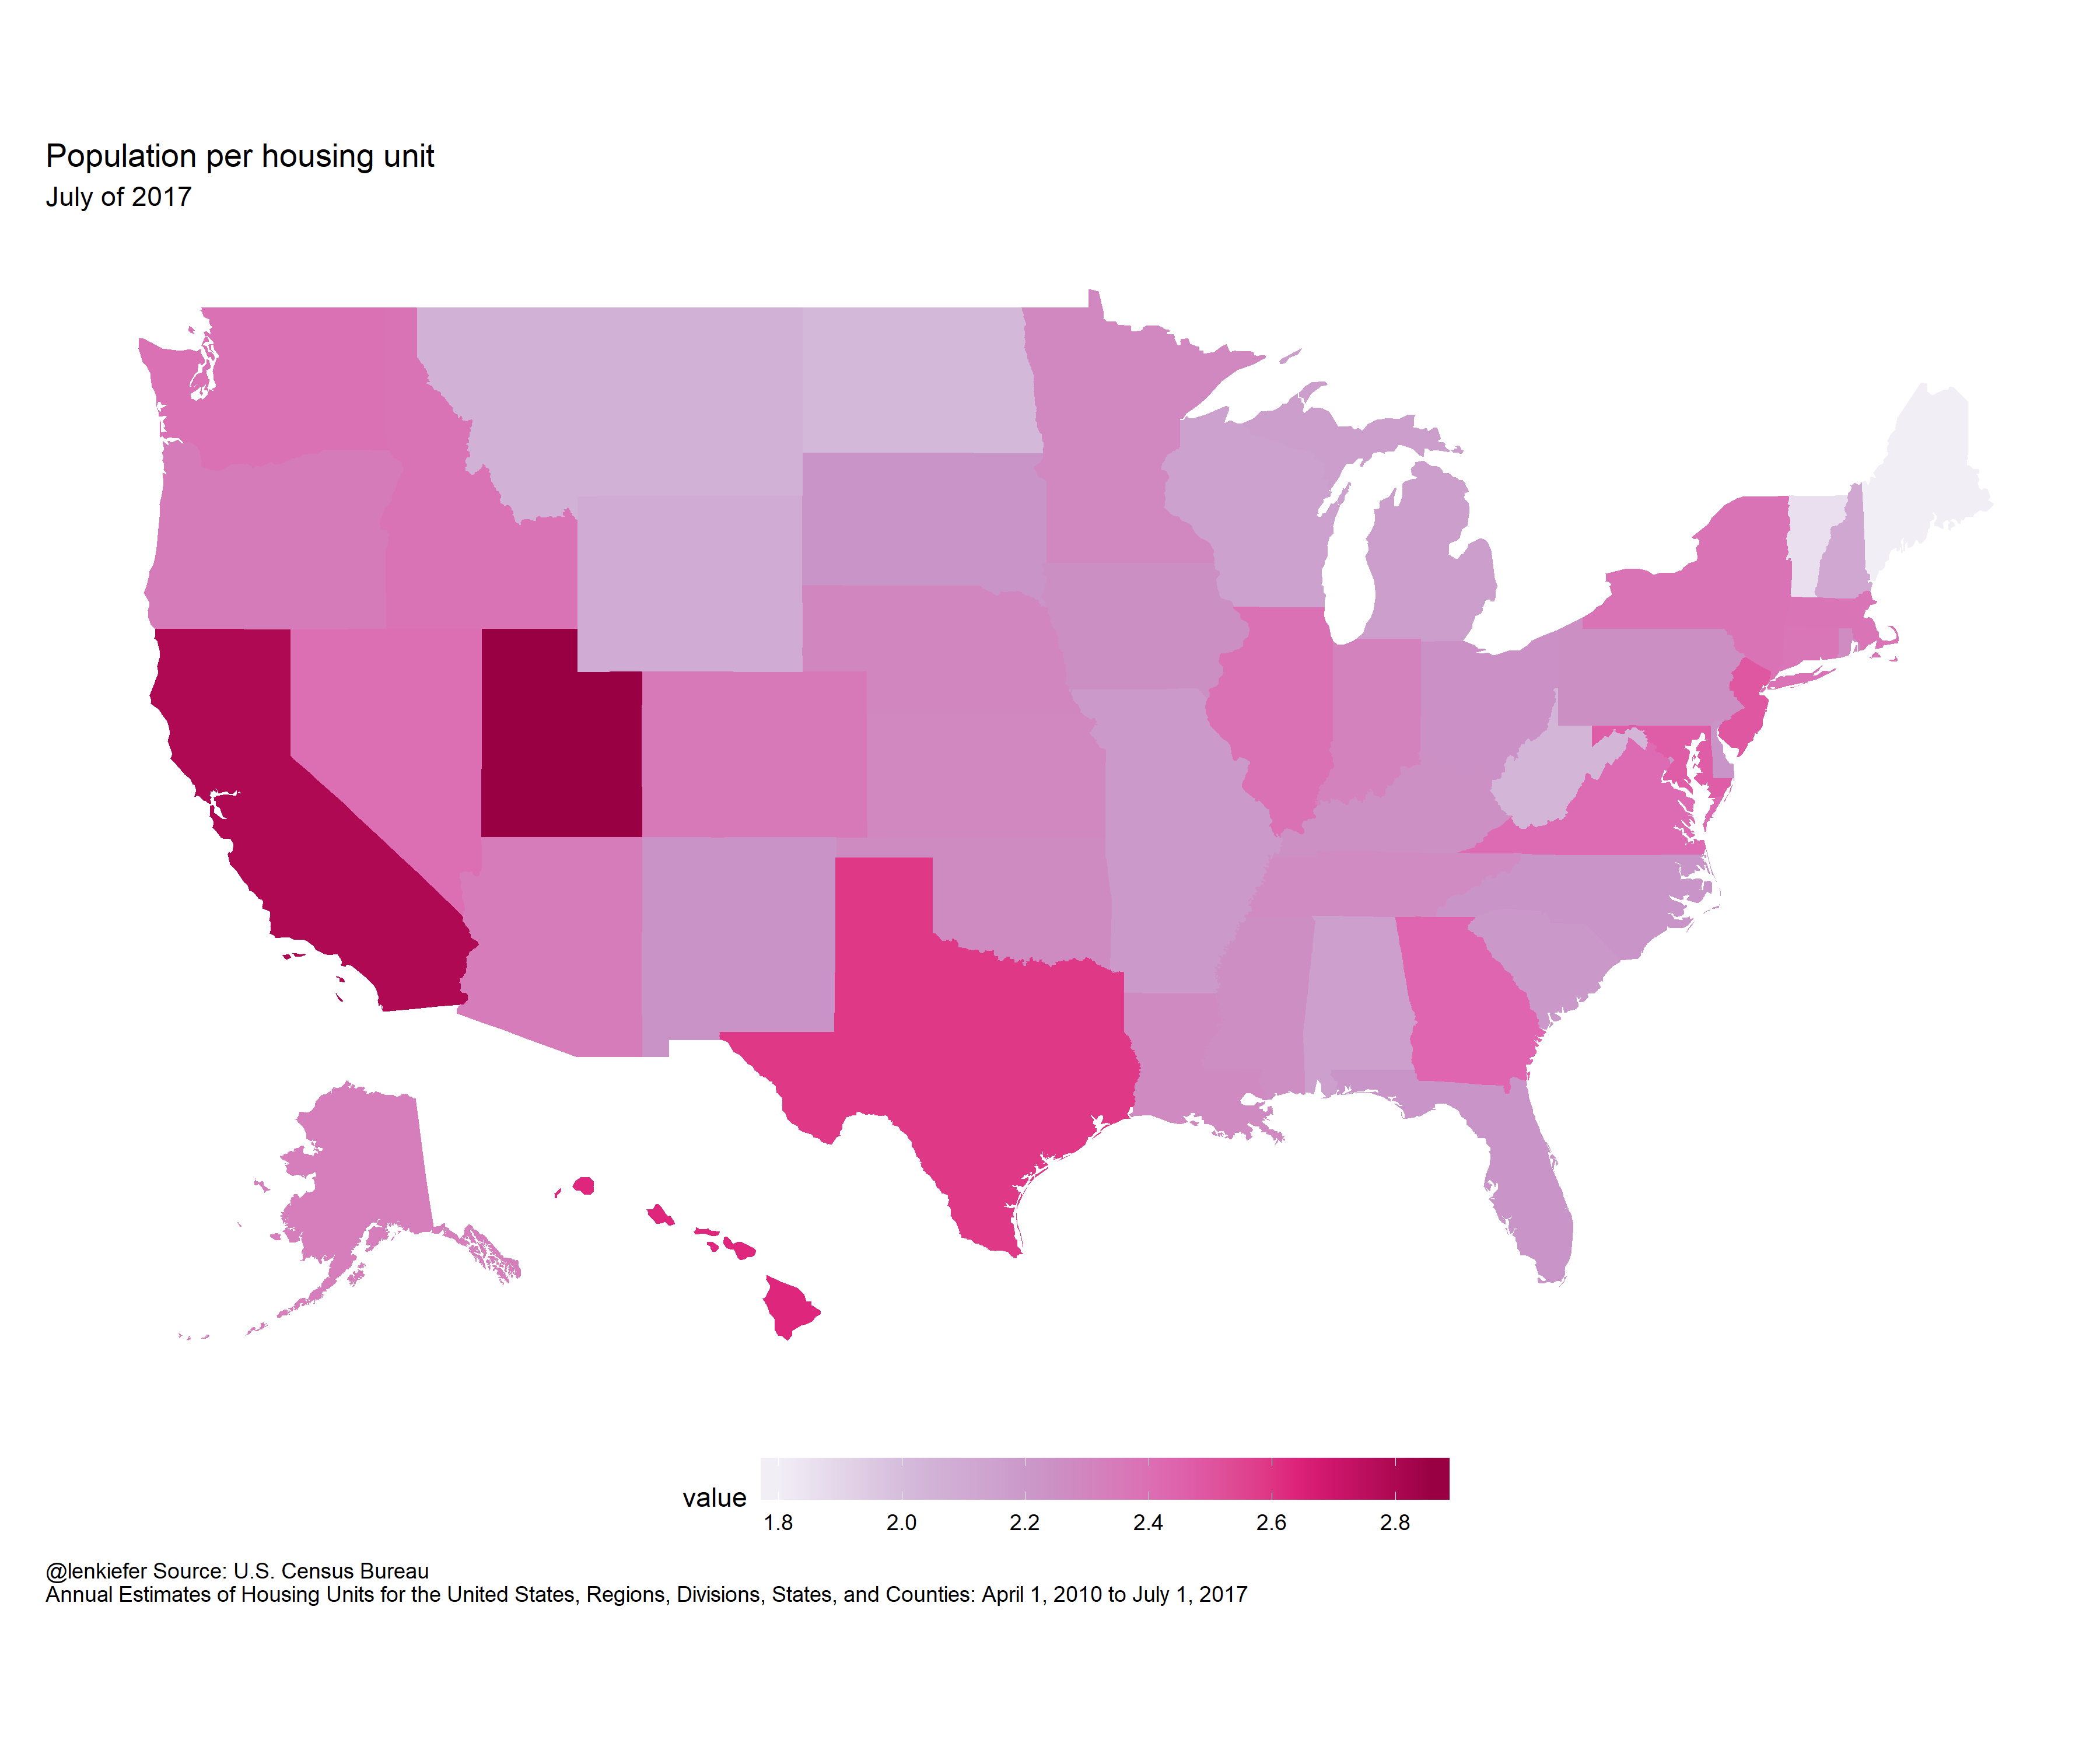 Population per housing unit
July of 2017
value
1.8 2.0 2.2 2.4 2.6 2.8
@lenkiefer Source: U.S. Census Bureau
Annual Estimates of Housing Units for the United States, Regions, Divisions, States, and Counties: April 1, 2010 to July 1, 2017